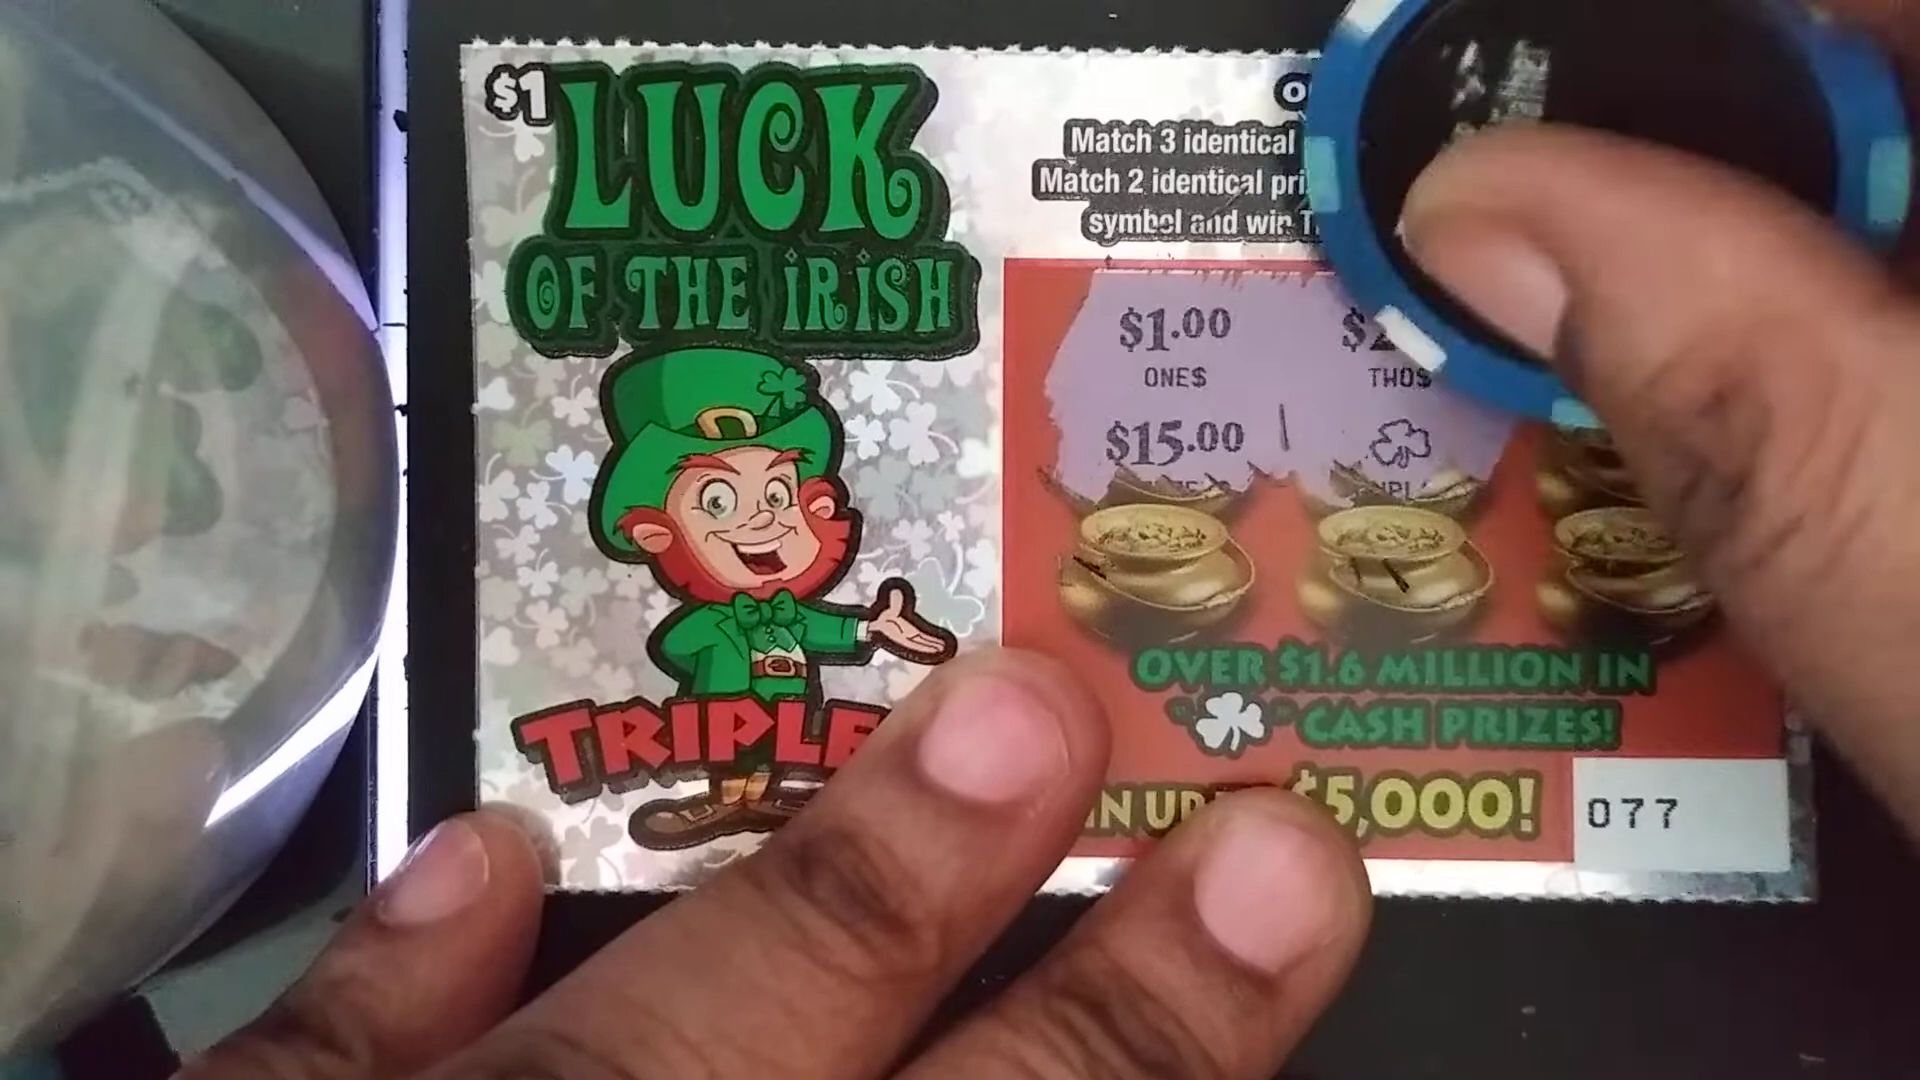 $1
LUCK
OF THE IRISH
Match 3 identical
Match 2 identical
symbol and win
$1.00
ONE$
THO$
$15.00
OVER $1.6 MILLION IN
"☘" CASH PRIZES!
$5,000!
077